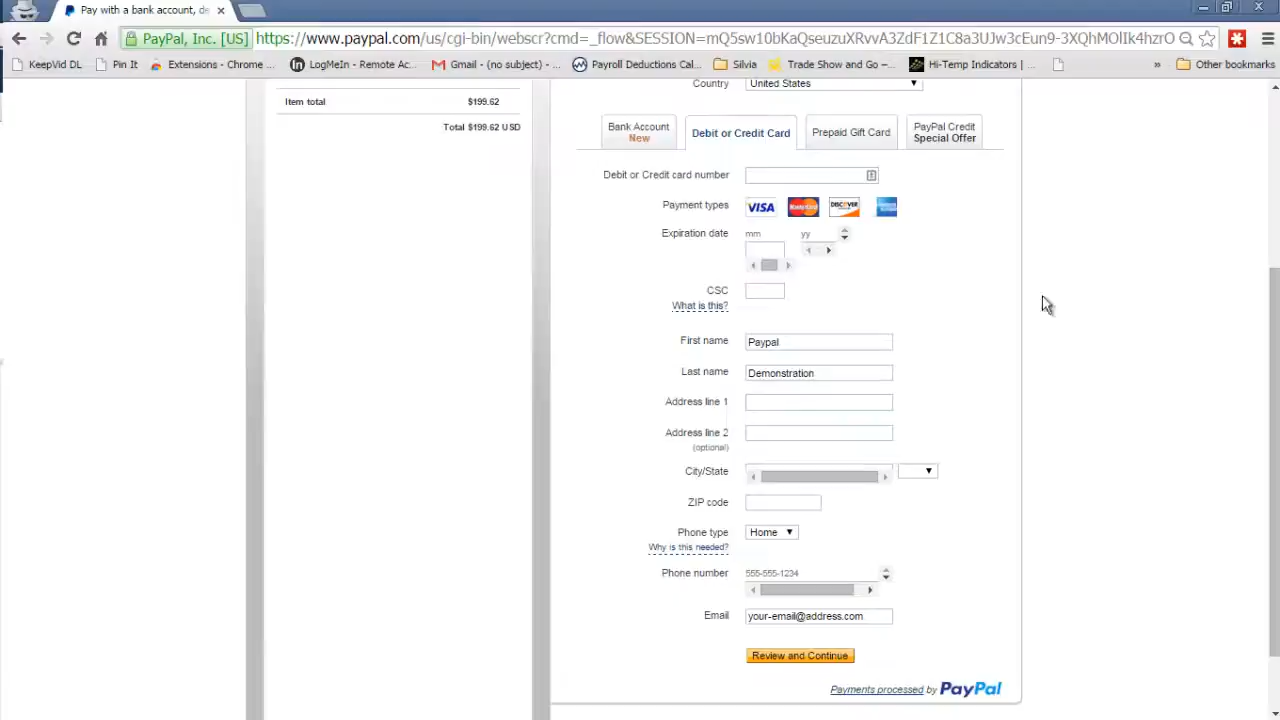 Pay with a bank account, de
PayPal, Inc. [US] https://www.paypal.com/us/cgi-bin/webscr?cmd=_flow&SESSION=mQ5sw10bKaQseuzuXRvvA3ZdF1Z1C8a3UJw3cEun9-3XQhMOlIk4hzrO
KeepVid DL Pin It Extensions - Chrome ... LogMeIn - Remote Ac... Gmail - (no subject) -... Payroll Deductions Cal... Silvia Trade Show and Go –... Hi-Temp Indicators | ... » Other bookmarks
Country United States
Item total $199.62
Total $199.62 USD
Bank Account
New
Debit or Credit Card
Prepaid Gift Card
PayPal Credit
Special Offer
Debit or Credit card number
Payment types VISA MasterCard DISCOVER
Expiration date mm yy
CSC
What is this?
First name Paypal
Last name Demonstration
Address line 1
Address line 2
(optional)
City/State
ZIP code
Phone type Home
Why is this needed?
Phone number 555-555-1234
Email your-email@address.com
Review and Continue
Payments processed by PayPal